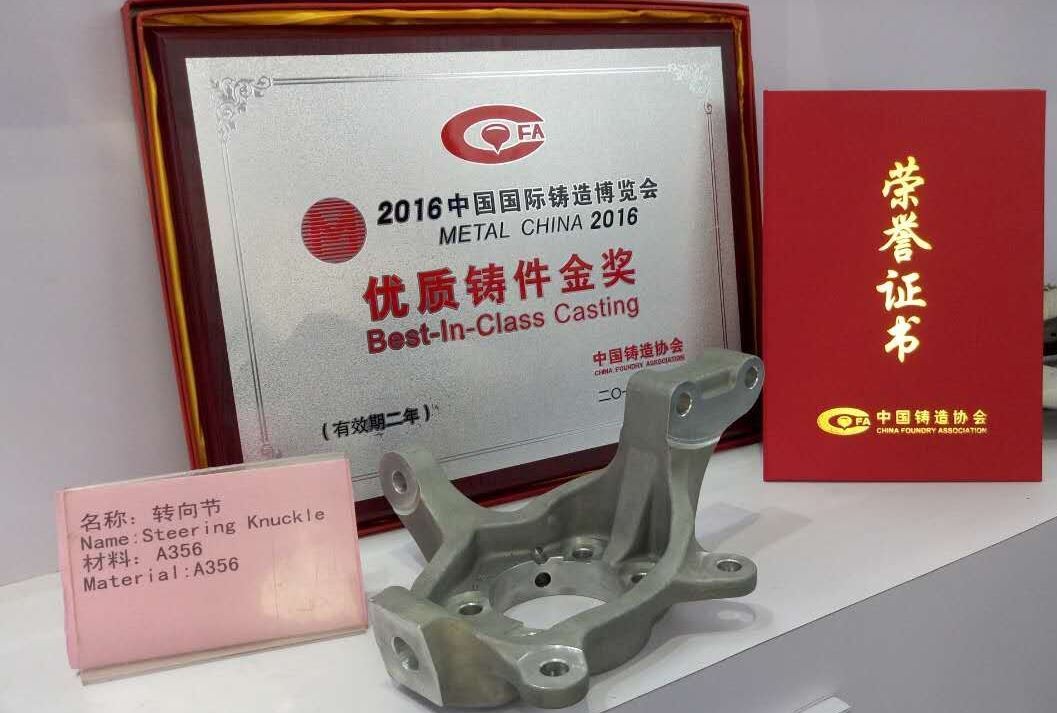 CFA
2016中国国际铸造博览会
METAL CHINA 2016
优质铸件金奖
Best-In-Class Casting
中国铸造协会
CHINA FOUNDRY ASSOCIATION
二〇
(有效期二年)
荣誉证书
CFA 中国铸造协会
CHINA FOUNDRY ASSOCIATION
名称：转向节
Name:Steering Knuckle
材料：A356
Material:A356